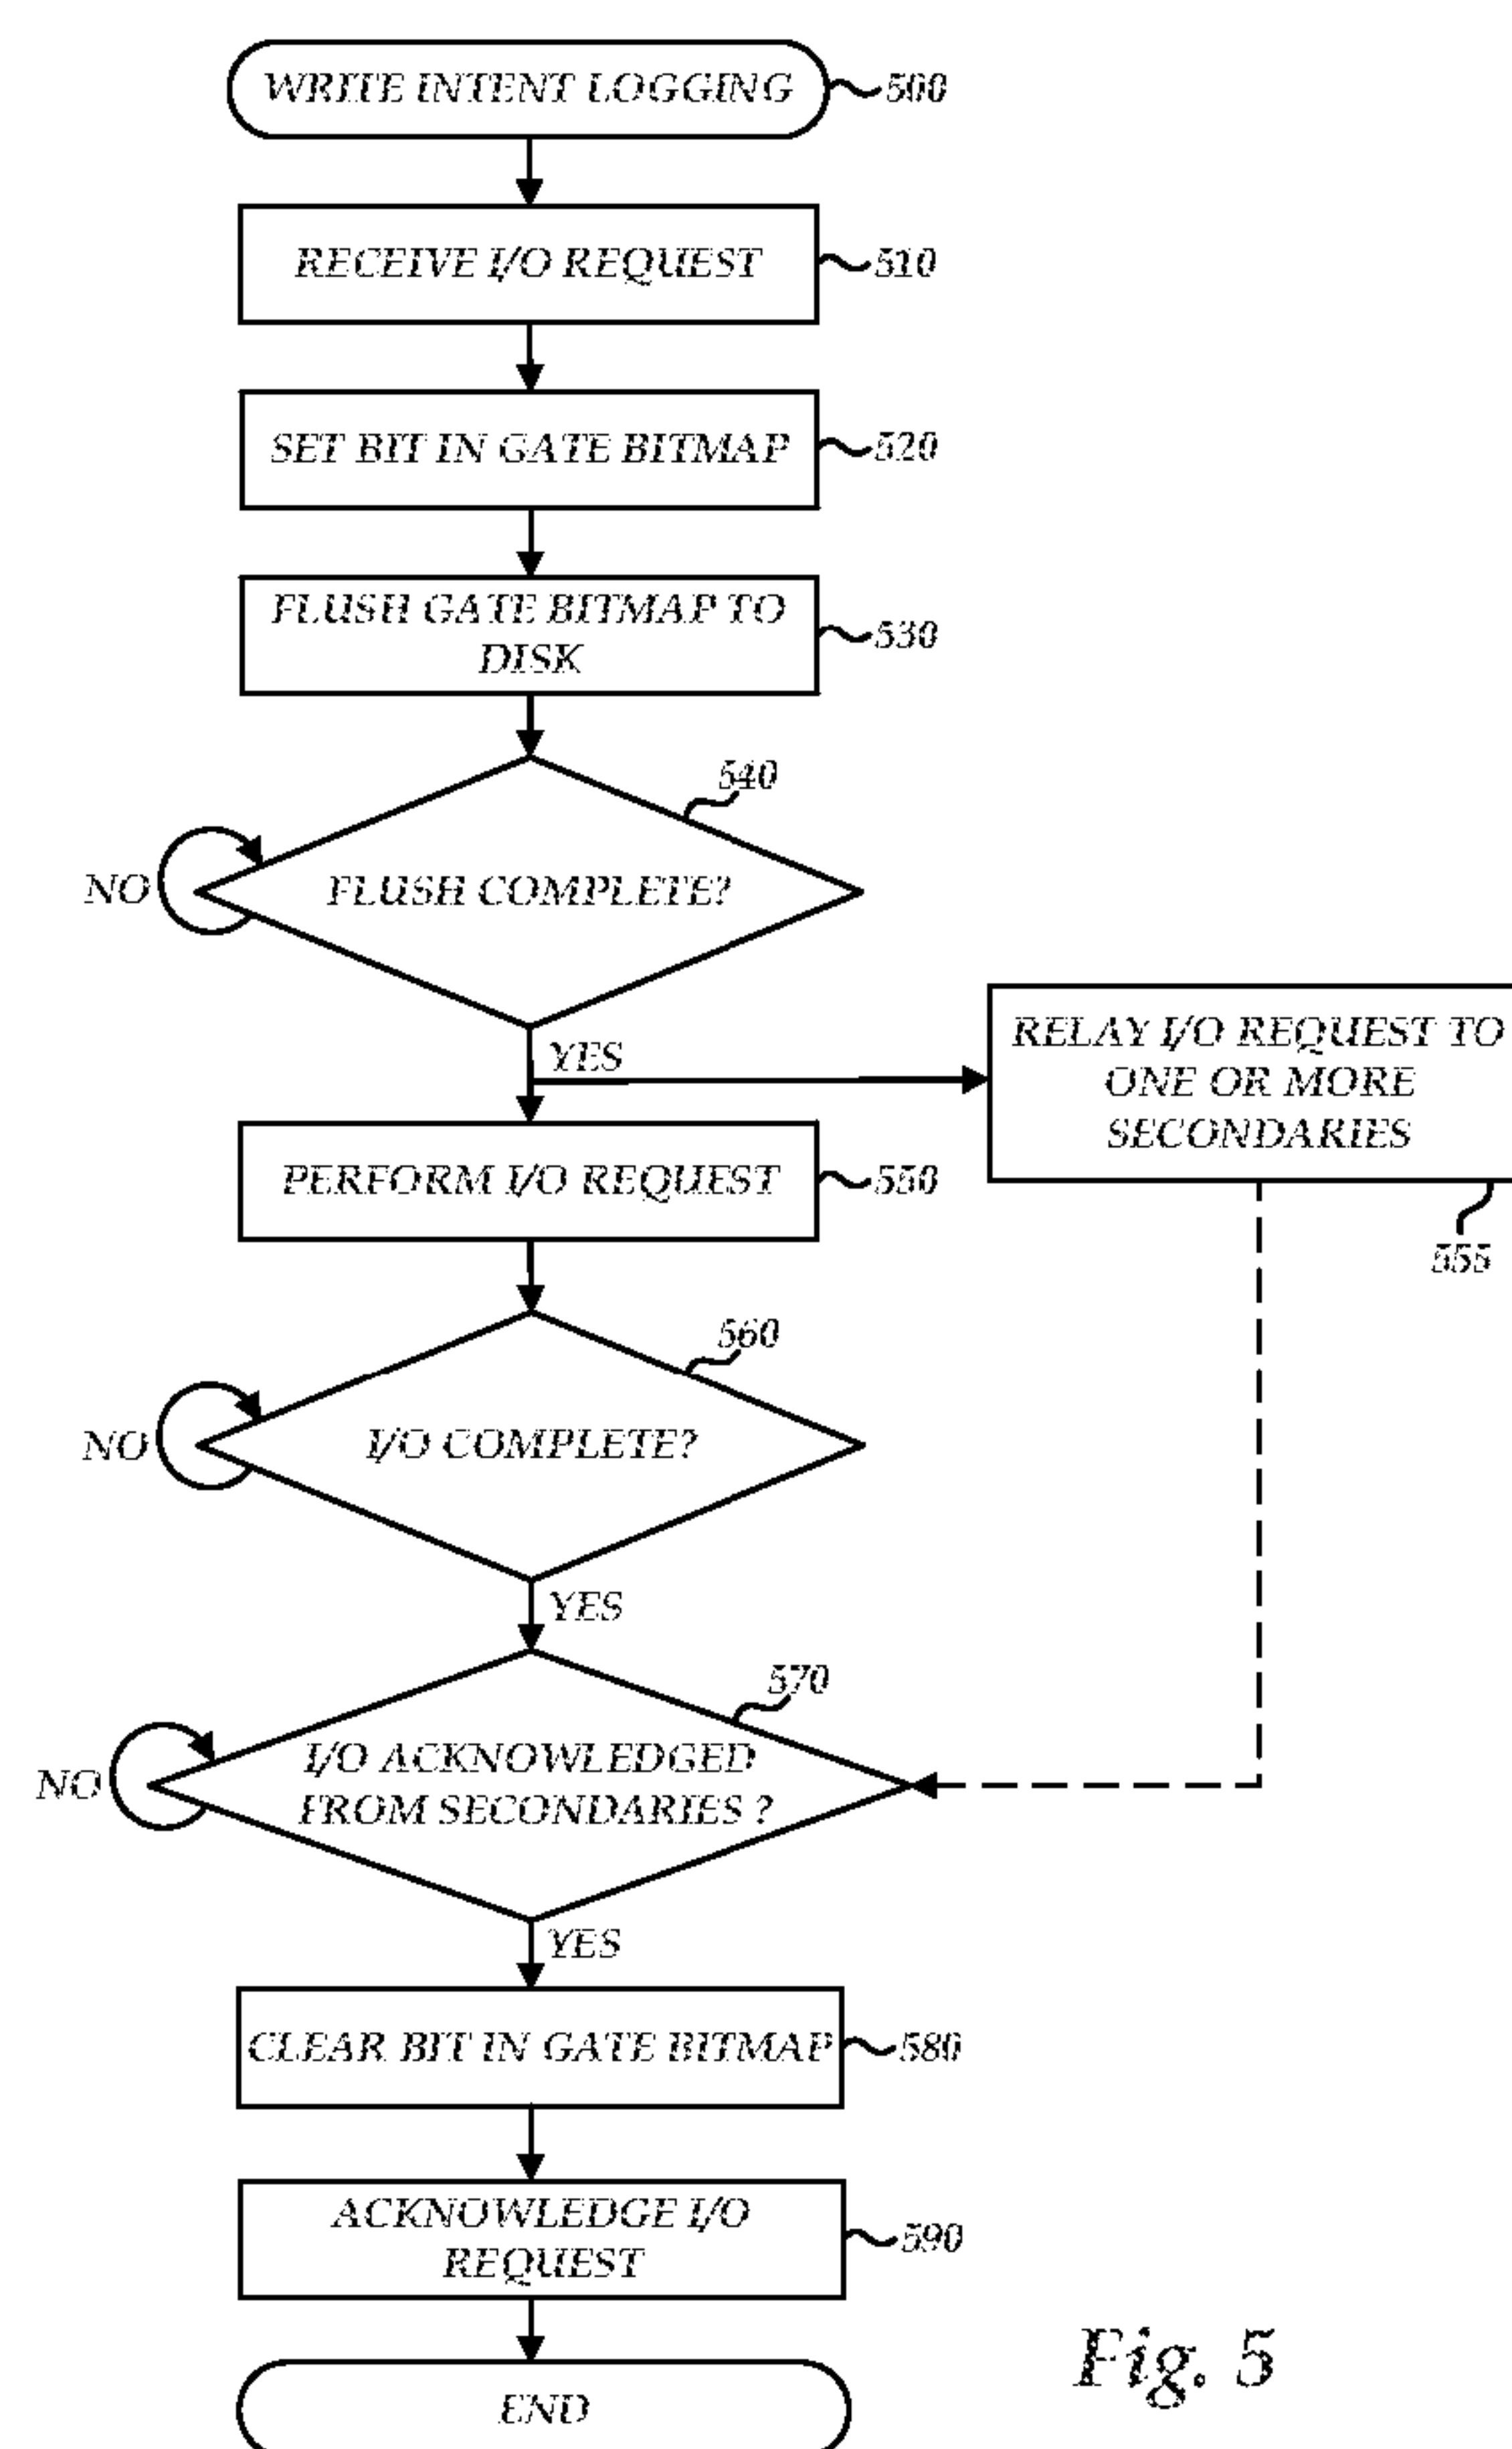 WRITE INTENT LOGGING
500
RECEIVE I/O REQUEST
510
SET BIT IN GATE BITMAP
520
FLUSH GATE BITMAP TO
DISK
530
540
NO
FLUSH COMPLETE?
YES
RELAY I/O REQUEST TO
ONE OR MORE
SECONDARIES
555
PERFORM I/O REQUEST
550
560
NO
I/O COMPLETE?
YES
570
NO
I/O ACKNOWLEDGED
FROM SECONDARIES ?
YES
CLEAR BIT IN GATE BITMAP
580
ACKNOWLEDGE I/O
REQUEST
590
END
Fig. 5